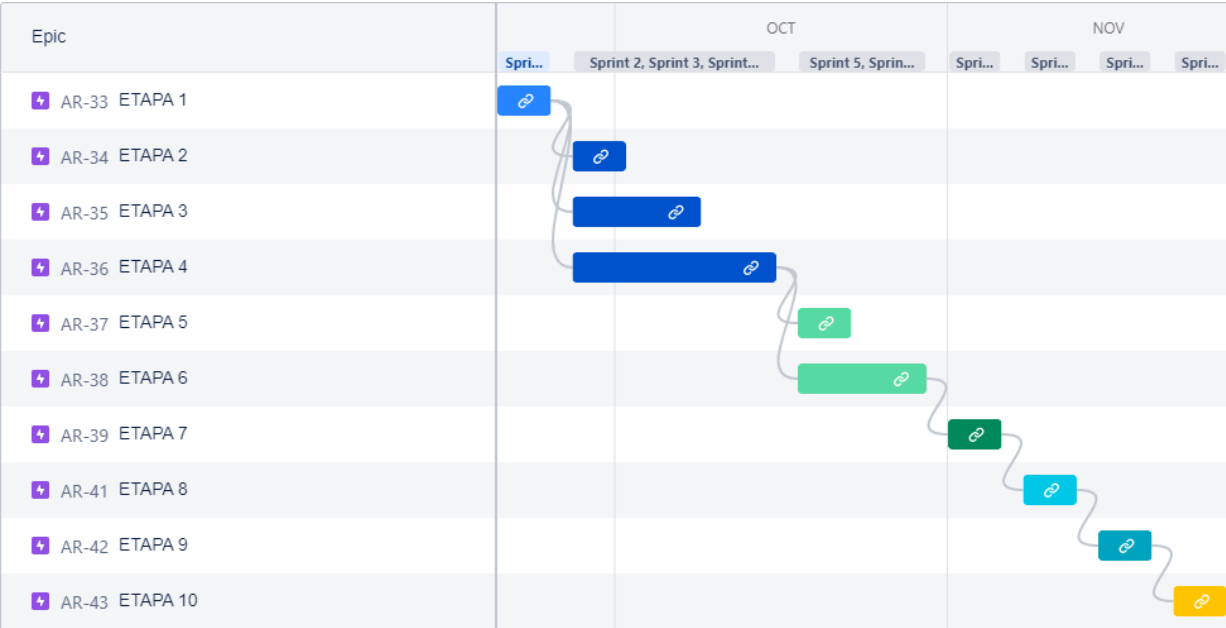 Epic
OCT
NOV
Spri...
Sprint 2, Sprint 3, Sprint...
Sprint 5, Sprin...
Spri...
Spri...
Spri...
Spri...
AR-33 ETAPA 1
AR-34 ETAPA 2
AR-35 ETAPA 3
AR-36 ETAPA 4
AR-37 ETAPA 5
AR-38 ETAPA 6
AR-39 ETAPA 7
AR-41 ETAPA 8
AR-42 ETAPA 9
AR-43 ETAPA 10